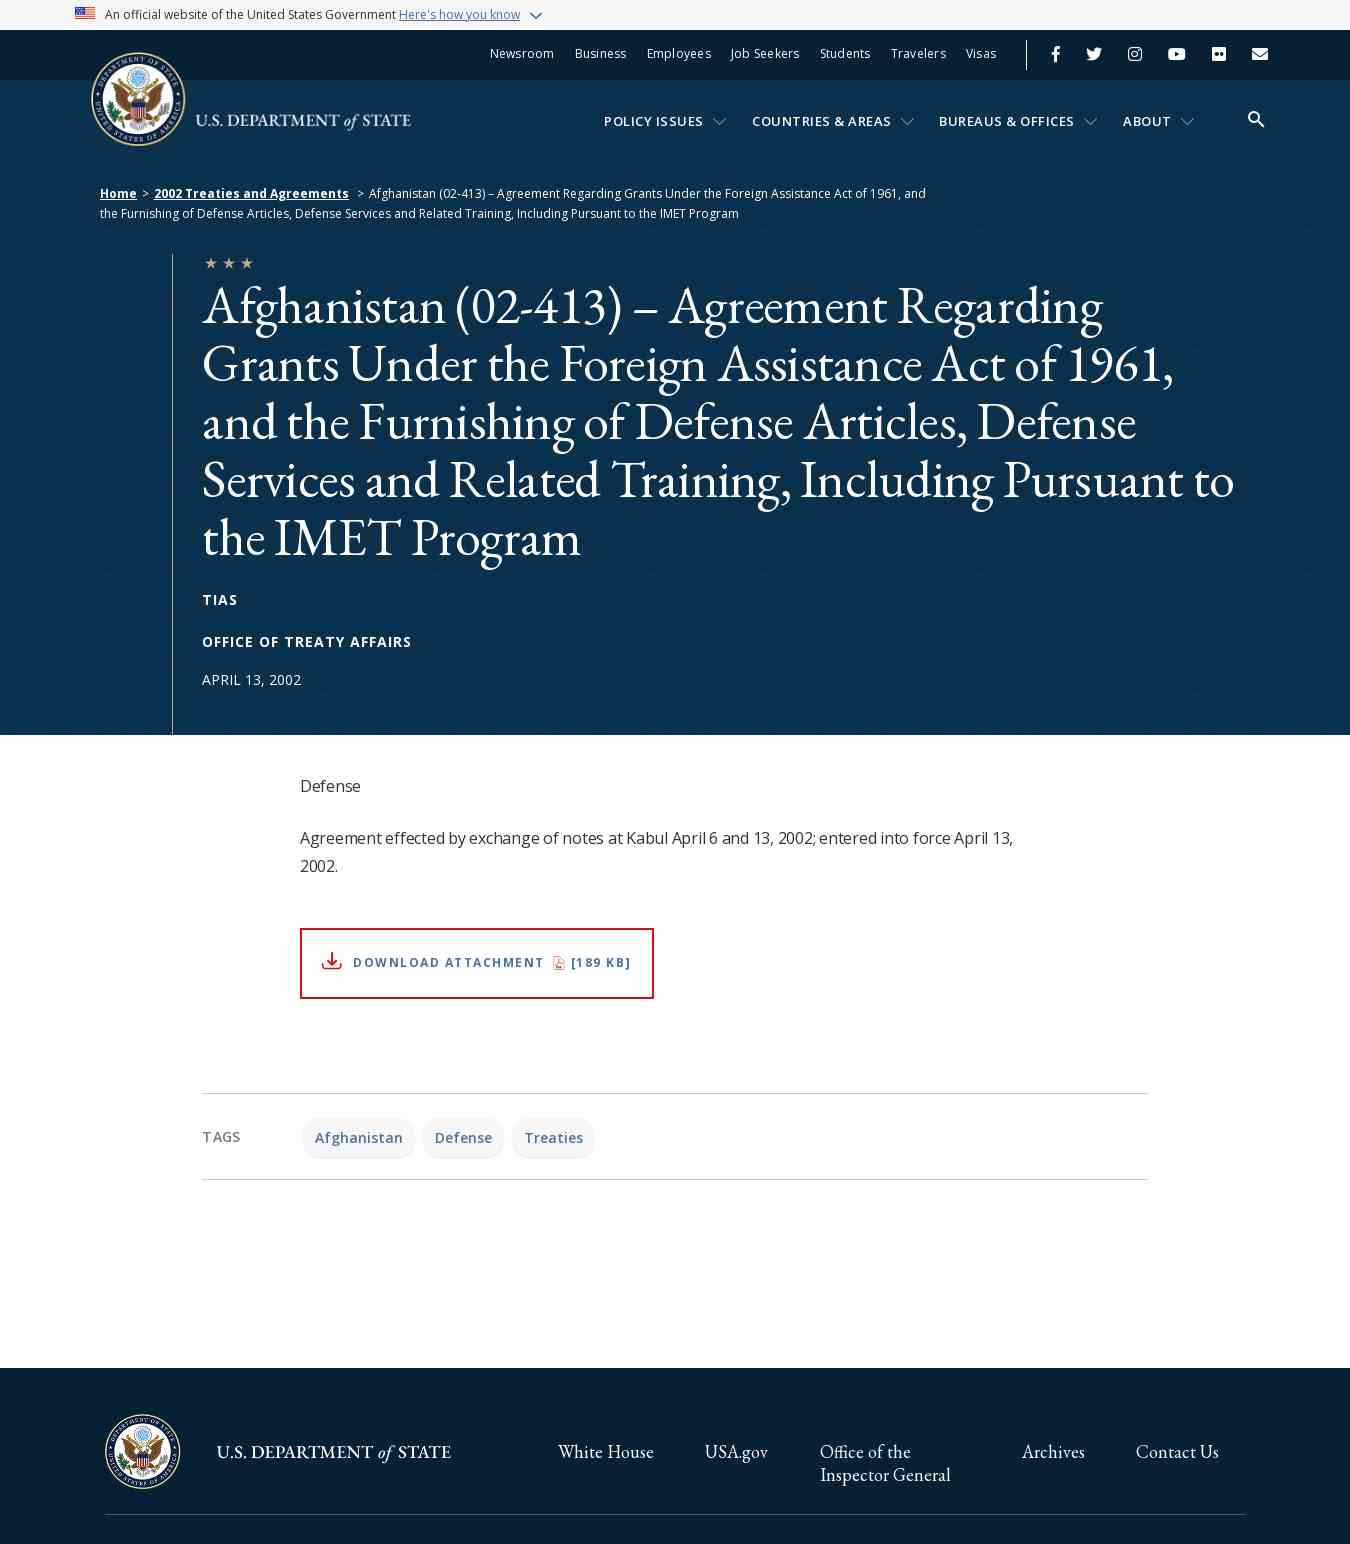 An official website of the United States Government Here's how you know
Newsroom Business Employees Job Seekers Students Travelers Visas
U.S. DEPARTMENT of STATE
POLICY ISSUES COUNTRIES & AREAS BUREAUS & OFFICES ABOUT
Home > 2002 Treaties and Agreements > Afghanistan (02-413) – Agreement Regarding Grants Under the Foreign Assistance Act of 1961, and
the Furnishing of Defense Articles, Defense Services and Related Training, Including Pursuant to the IMET Program
Afghanistan (02-413) – Agreement Regarding
Grants Under the Foreign Assistance Act of 1961,
and the Furnishing of Defense Articles, Defense
Services and Related Training, Including Pursuant to
the IMET Program
TIAS
OFFICE OF TREATY AFFAIRS
APRIL 13, 2002
Defense
Agreement effected by exchange of notes at Kabul April 6 and 13, 2002; entered into force April 13,
2002.
DOWNLOAD ATTACHMENT [189 KB]
TAGS Afghanistan Defense Treaties
U.S. DEPARTMENT of STATE
White House USA.gov Office of the Archives Contact Us
Inspector General